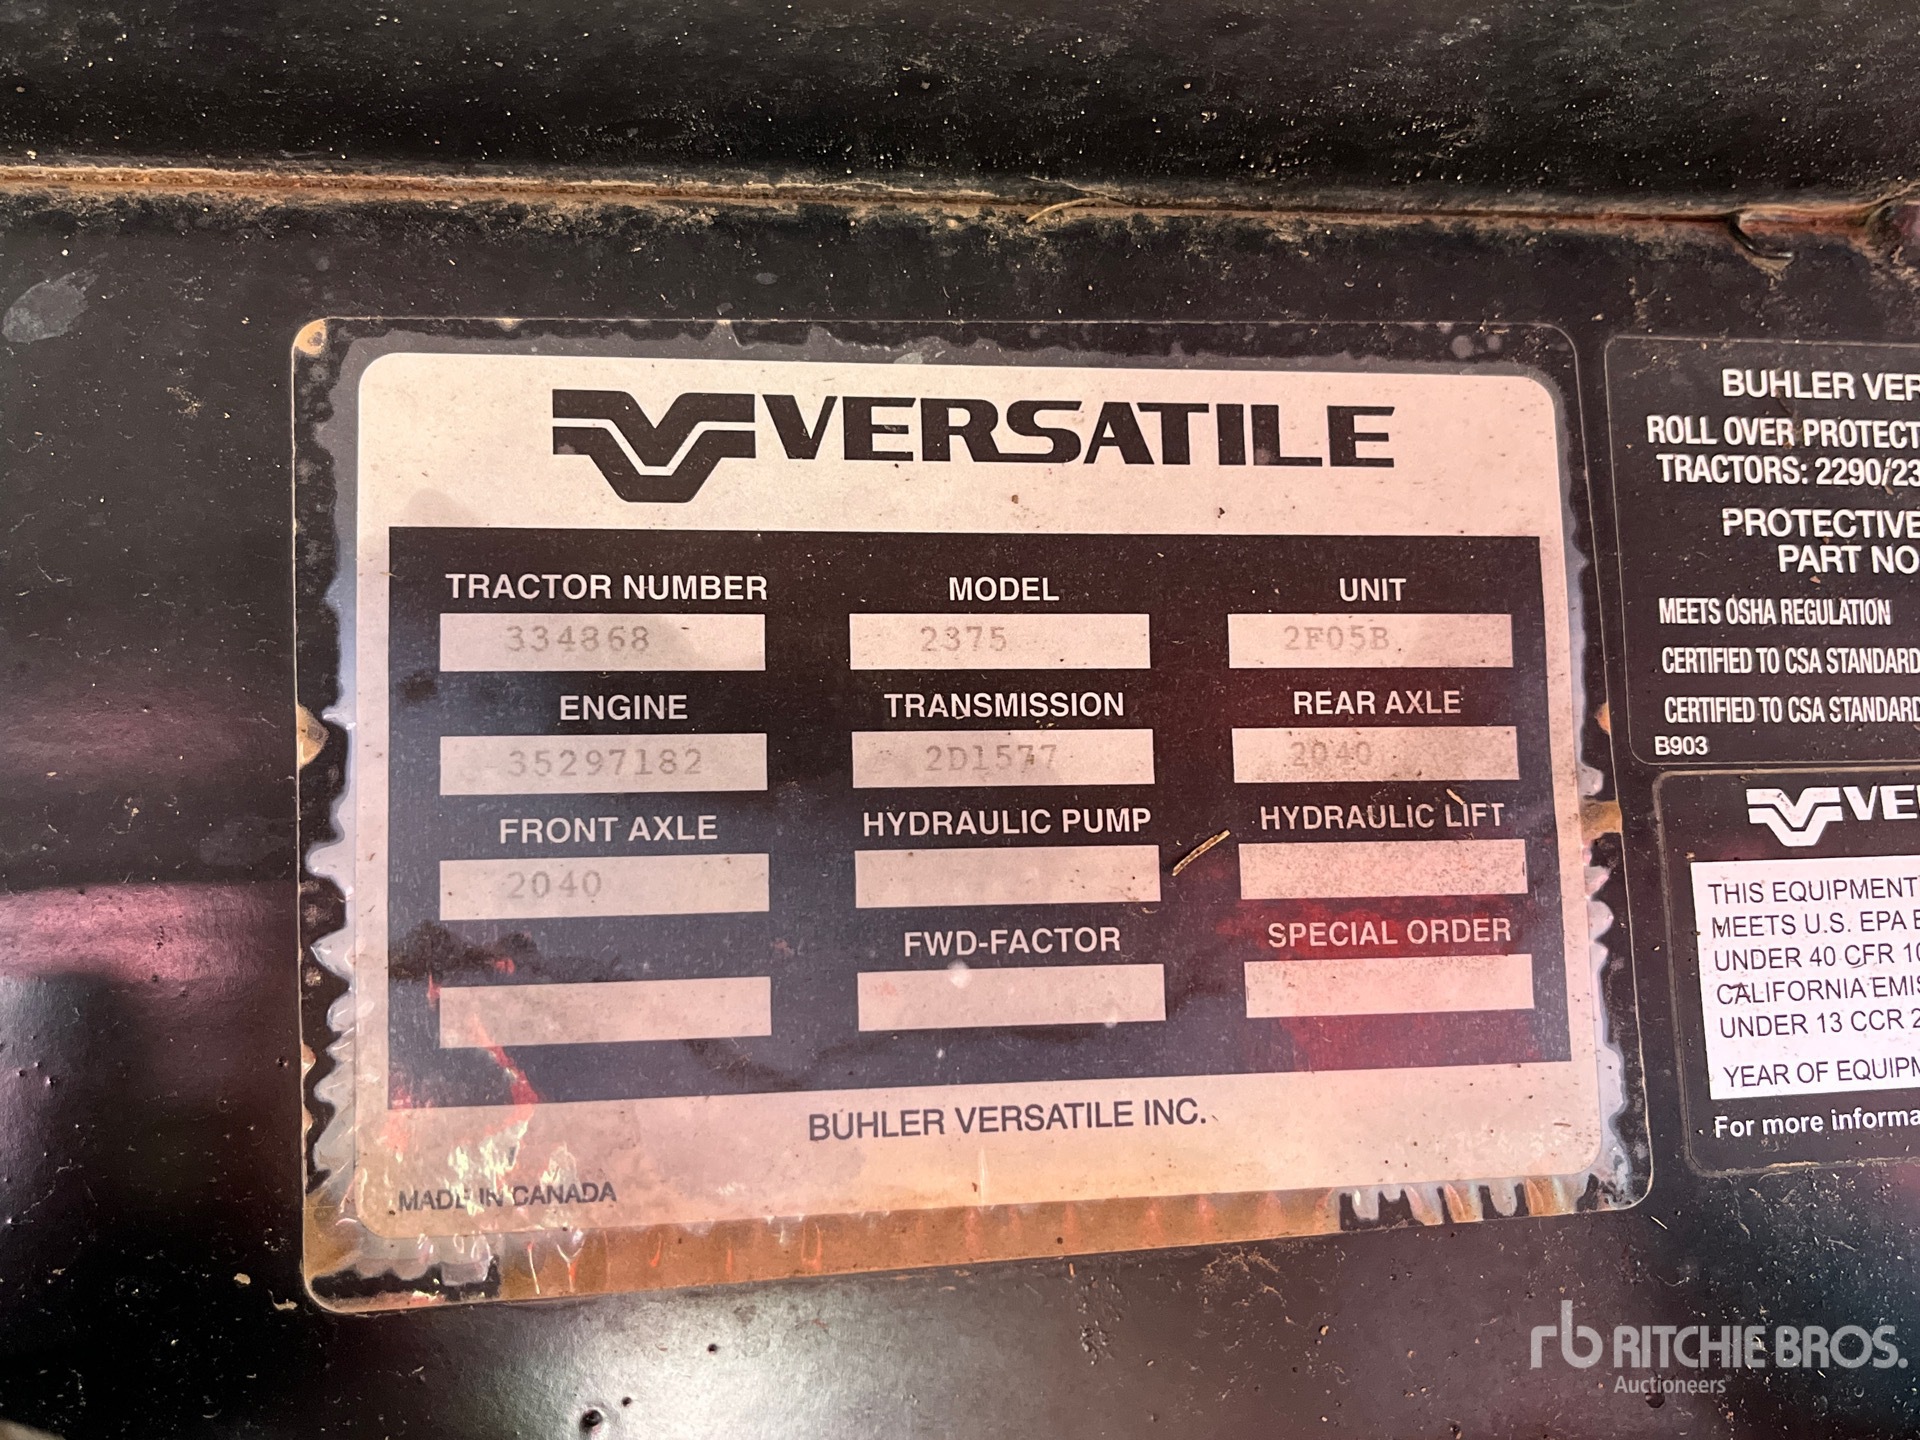 VERSATILE
TRACTOR NUMBER MODEL UNIT
334868 2375 2F05B
ENGINE TRANSMISSION REAR AXLE
35297182 2D1577 2040
FRONT AXLE HYDRAULIC PUMP HYDRAULIC LIFT
2040
FWD-FACTOR SPECIAL ORDER
BUHLER VERSATILE INC.
MADE IN CANADA
BUHLER VER
ROLL OVER PROTECT
TRACTORS: 2290/23
PROTECTIVE
PART NO
MEETS OSHA REGULATION
CERTIFIED TO CSA STANDARD
CERTIFIED TO CSA STANDARD
B903
VE
THIS EQUIPMENT
MEETS U.S. EPA E
UNDER 40 CFR 10
CALIFORNIA EMIS
UNDER 13 CCR 2
YEAR OF EQUIPM
For more informa
rb RITCHIE BROS.
Auctioneers